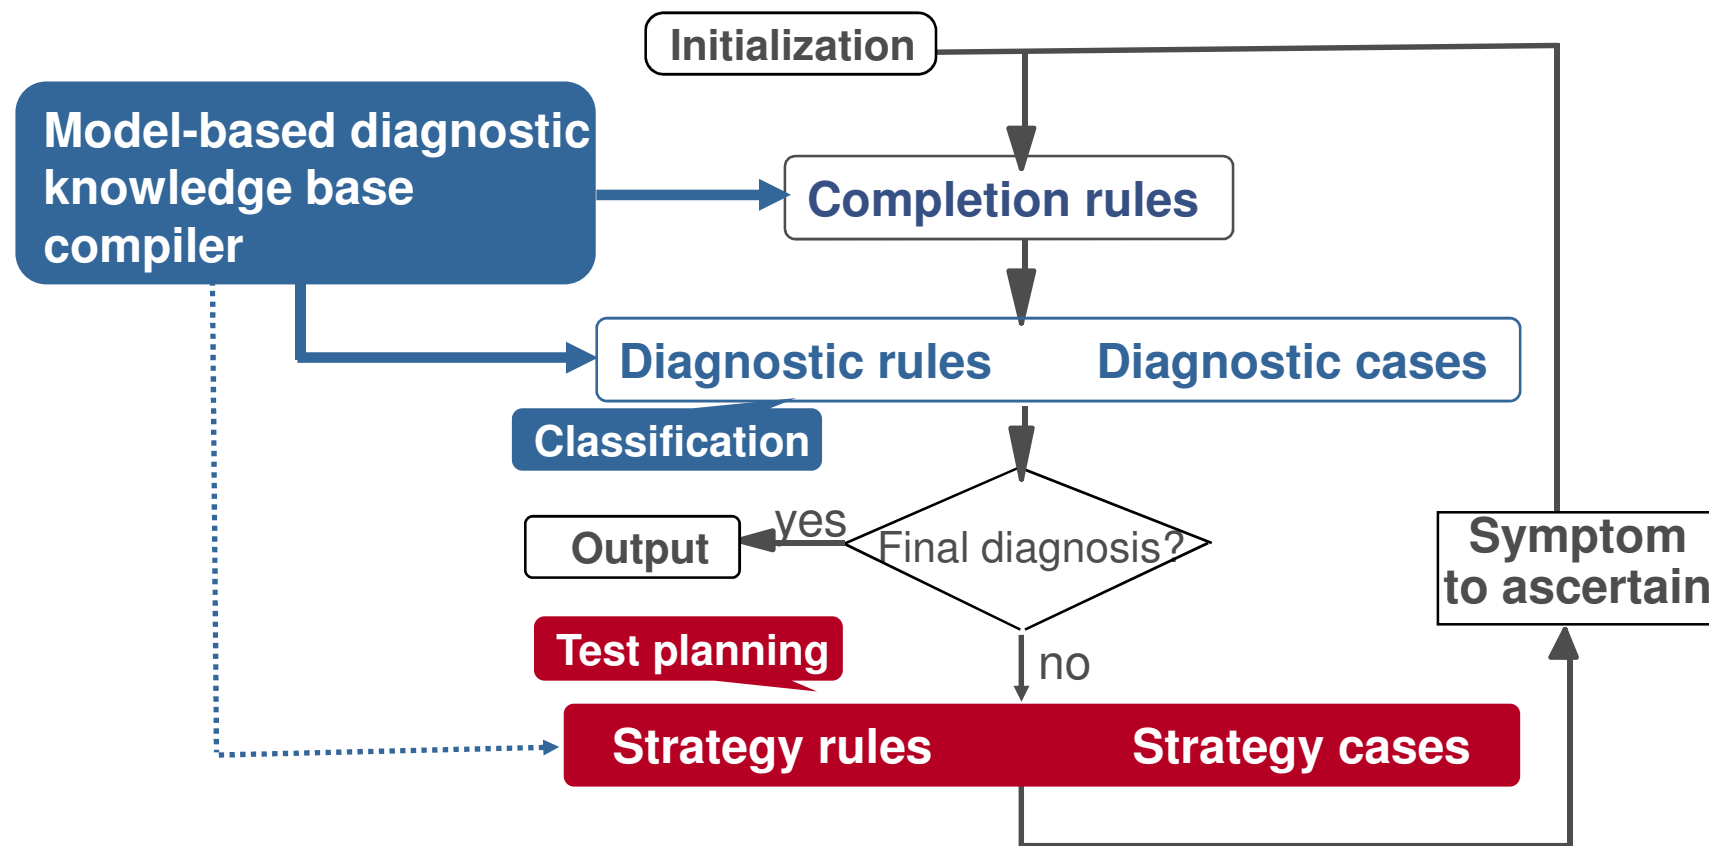 Initialization
Model-based diagnostic
knowledge base
compiler
Completion rules
Diagnostic rules Diagnostic cases
Classification
yes
Output
Final diagnosis?
Symptom
to ascertain
Test planning
no
Strategy rules Strategy cases